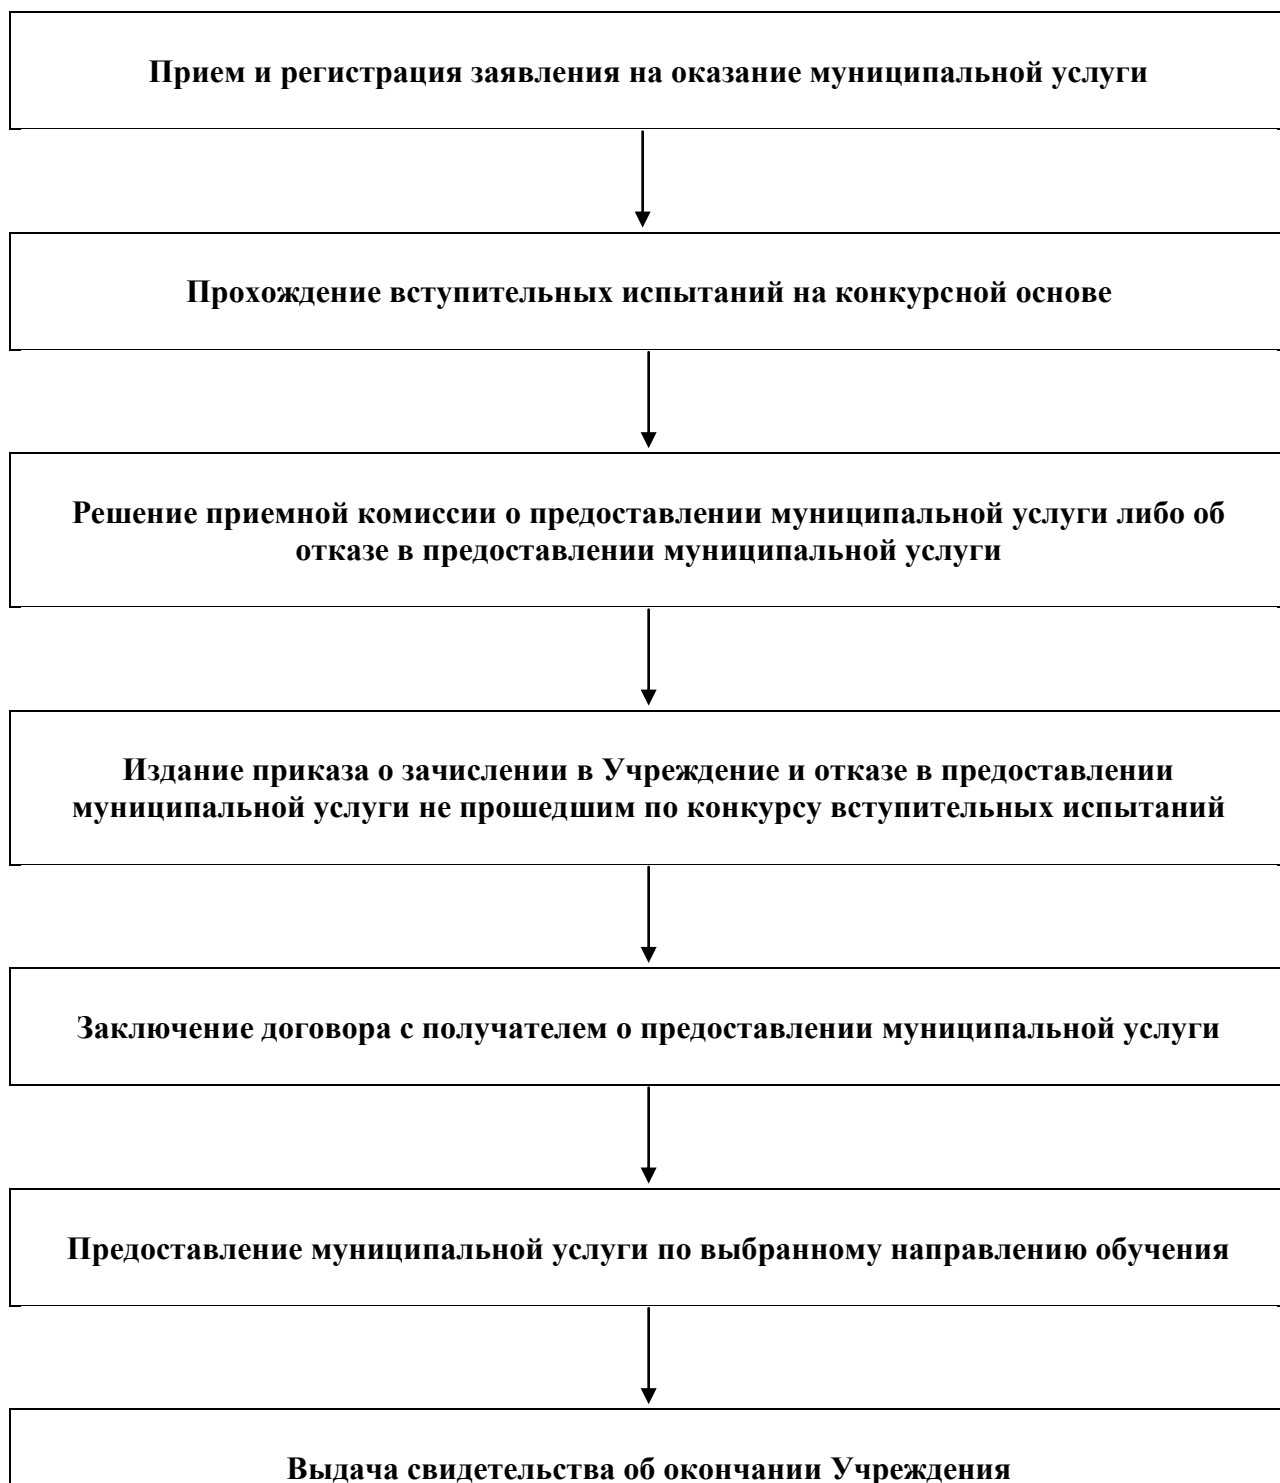 Прием и регистрация заявления на оказание муниципальной услуги
Прохождение вступительных испытаний на конкурсной основе
Решение приемной комиссии о предоставлении муниципальной услуги либо об
отказе в предоставлении муниципальной услуги
Издание приказа о зачислении в Учреждение и отказе в предоставлении
муниципальной услуги не прошедшим по конкурсу вступительных испытаний
Заключение договора с получателем о предоставлении муниципальной услуги
Предоставление муниципальной услуги по выбранному направлению обучения
Выдача свидетельства об окончании Учреждения